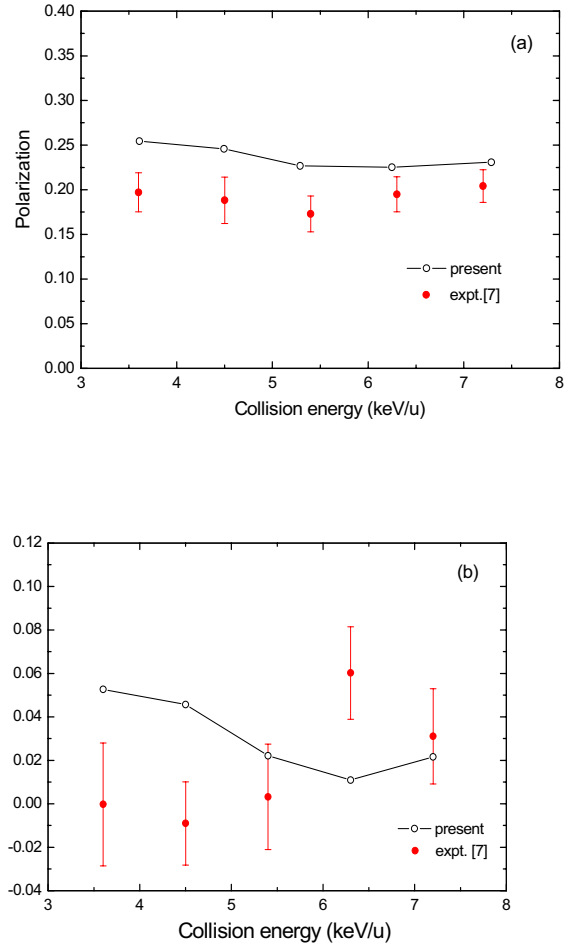 0.40
(a)
0.35
0.30
0.25
0.20
0.15
0.10
0.05
0.00
Polarization
present
expt.[7]
3 4 5 6 7 8
Collision energy (keV/u)
0.12
(b)
0.10
0.08
0.06
0.04
0.02
0.00
-0.02
-0.04
present
expt. [7]
3 4 5 6 7 8
Collision energy (keV/u)